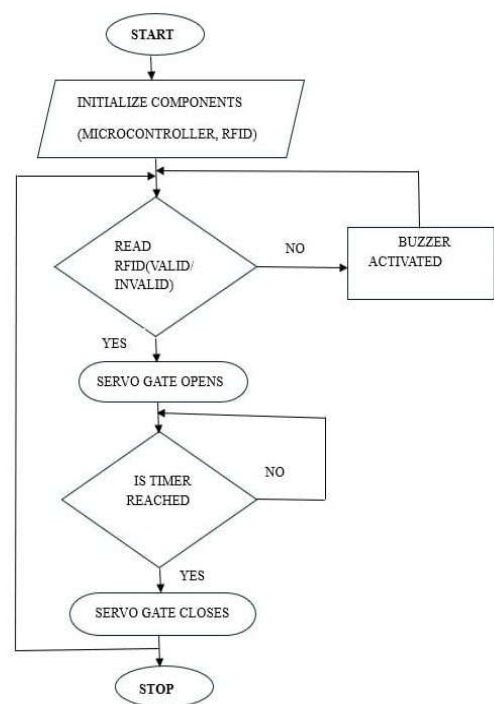 START
INITIALIZE COMPONENTS
(MICROCONTROLLER, RFID)
READ
RFID(VALID/
INVALID)
NO
BUZZER
ACTIVATED
YES
SERVO GATE OPENS
IS TIMER
REACHED
NO
YES
SERVO GATE CLOSES
STOP